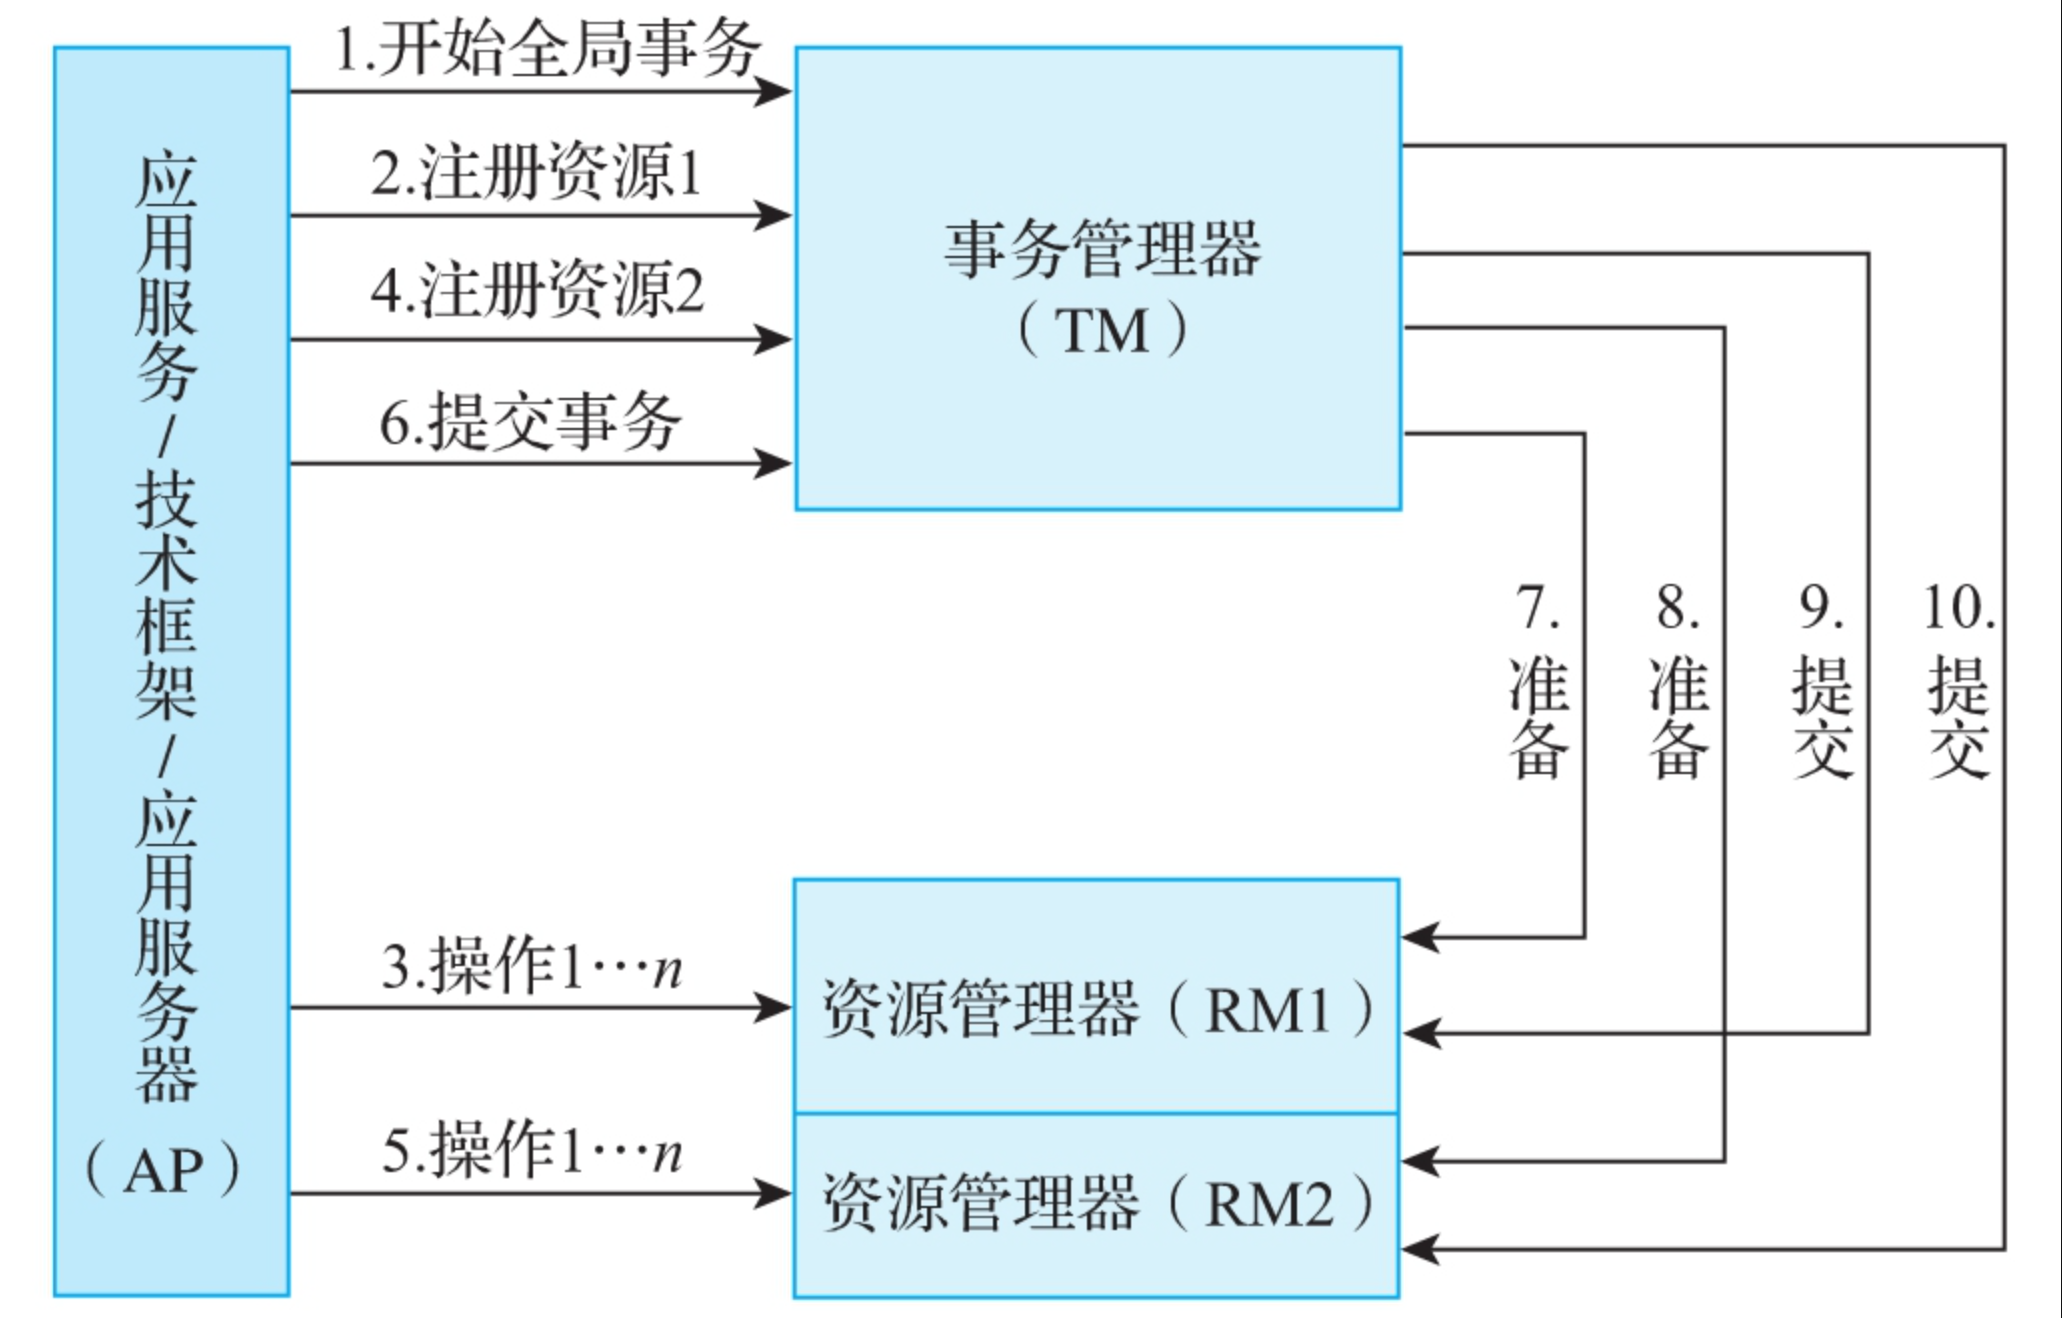 应用服务/技术框架/应用服务器
（AP）
1.开始全局事务
2.注册资源1
4.注册资源2
6.提交事务
3.操作1…n
5.操作1…n
事务管理器
（TM）
资源管理器（RM1）
资源管理器（RM2）
7.准备
8.准备
9.提交
10.提交